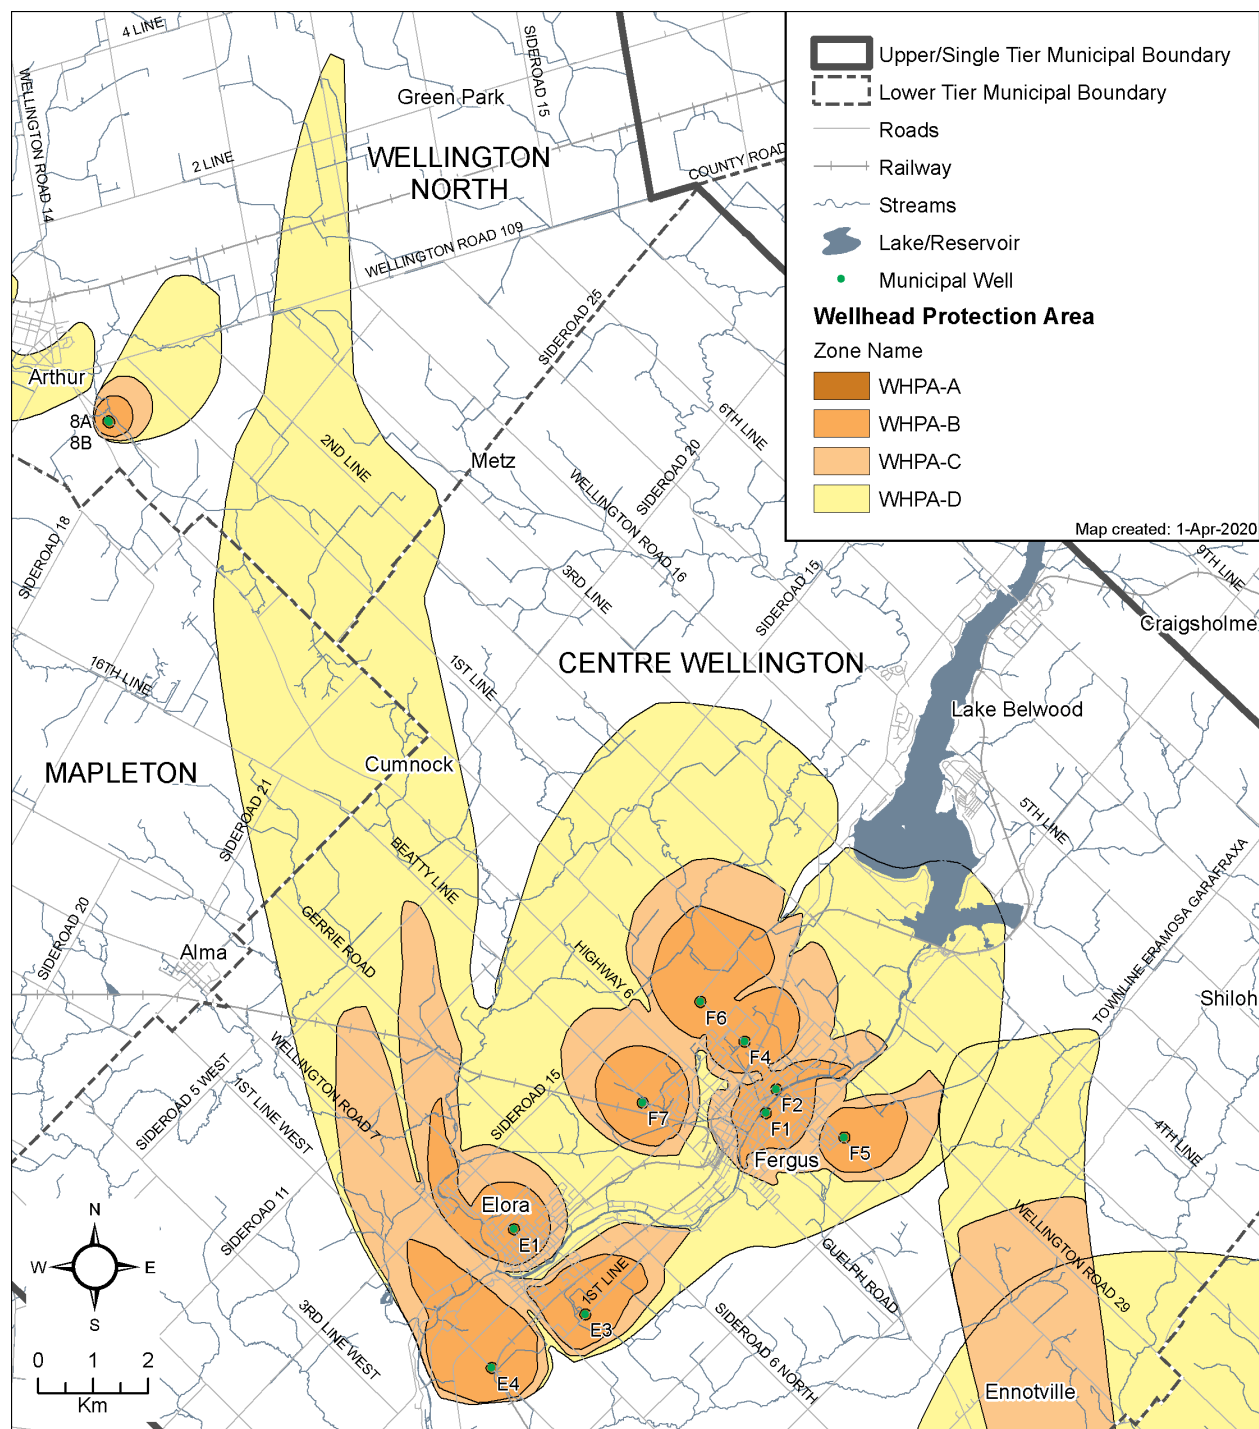 4 LINE
WELLINGTON ROAD 14
SIDEROAD 15
Green Park
2 LINE
WELLINGTON
NORTH
COUNTY ROAD
WELLINGTON ROAD 109
Upper/Single Tier Municipal Boundary
Lower Tier Municipal Boundary
Roads
Railway
Streams
Lake/Reservoir
Municipal Well
Wellhead Protection Area
Zone Name
WHPA-A
WHPA-B
WHPA-C
WHPA-D
Map created: 1-Apr-2020
SIDEROAD 25
Arthur
8A
8B
2ND LINE
Metz
6TH LINE
SIDEROAD 20
WELLINGTON ROAD 16
SIDEROAD 18
3RD LINE
SIDEROAD 15
9TH LINE
Craigsholme
16TH LINE
1ST LINE
CENTRE WELLINGTON
Lake Belwood
MAPLETON
Cumnock
SIDEROAD 21
BEATTY LINE
5TH LINE
TOWNLINE ERAMOSA GARAFRAXA
SIDEROAD 20
Alma
GERRIE ROAD
HIGHWAY 6
Shiloh
F6
F4
SIDEROAD 5 WEST
1ST LINE WEST
WELLINGTON ROAD 7
SIDEROAD 15
F7
F2
F1
F5
Fergus
4TH LINE
SIDEROAD 11
Elora
E1
WELLINGTON ROAD 29
GUELPH ROAD
1ST LINE
E3
3RD LINE WEST
SIDEROAD 6 NORTH
E4
Ennotville
N
W
E
S
0 1 2
Km